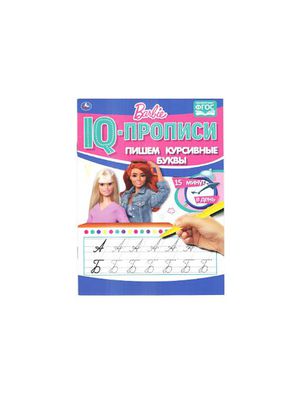 Barbie
ФГОС
IQ-ПРОПИСИ
ПИШЕМ КУРСИВНЫЕ
БУКВЫ
15 МИНУТ
В ДЕНЬ
А А А А А А А
Б Б Б Б Б Б Б